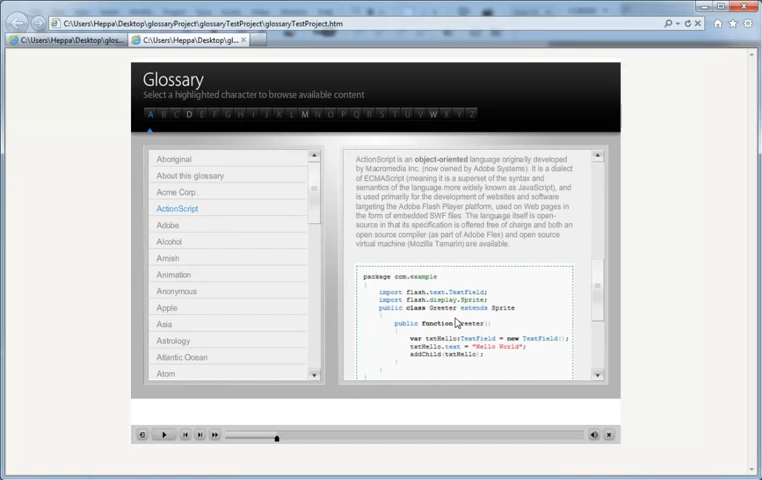 C:\Users\Heppa\Desktop\glossaryProject\glossaryTestProject\glossaryTestProject.htm
C:\Users\Heppa\Desktop\glos...
C:\Users\Heppa\Desktop\gl...
Glossary
Select a highlighted character to browse available content
A B C D E F G H I J K L M N O P Q R S T U V W X Y Z
Aboriginal
About this glossary
Acme Corp.
ActionScript
Adobe
Alcohol
Amish
Animation
Anonymous
Apple
Asia
Astrology
Atlantic Ocean
Atom
ActionScript is an object-oriented language originally developed
by Macromedia Inc. (now owned by Adobe Systems). It is a dialect
of ECMAScript (meaning it is a superset of the syntax and
semantics of the language more widely known as JavaScript), and
is used primarily for the development of websites and software
targeting the Adobe Flash Player platform, used on Web pages in
the form of embedded SWF files. The language itself is open-
source in that its specification is offered free of charge and both an
open source compiler (as part of Adobe Flex) and open source
virtual machine (Mozilla Tamarin) are available.
package com.example
{
import flash.text.TextField;
import flash.display.Sprite;
public class Greeter extends Sprite
{
public function Greeter()
{
var txtHello:TextField = new TextField();
txtHello.text = "Hello World";
addChild(txtHello);
}
}
}